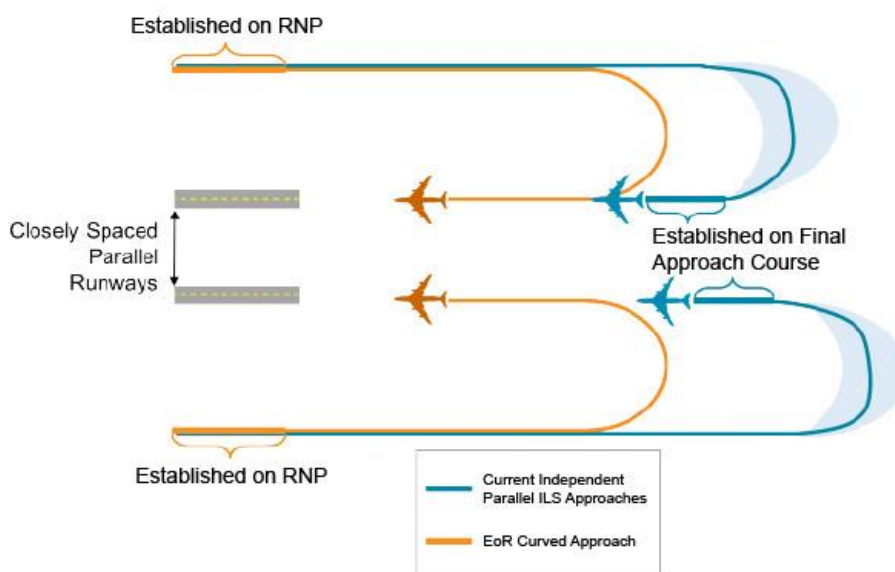 Established on RNP
Closely Spaced
Parallel
Runways
Established on Final
Approach Course
Established on RNP
Current Independent
Parallel ILS Approaches
EoR Curved Approach